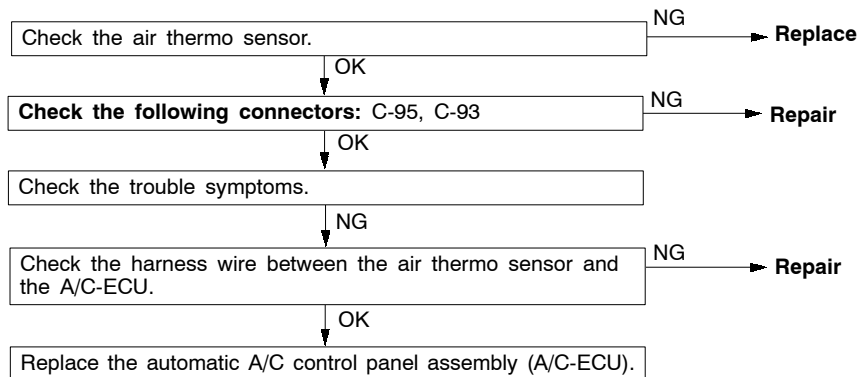 Check the air thermo sensor.
NG
Replace
OK
Check the following connectors: C-95, C-93
NG
Repair
OK
Check the trouble symptoms.
NG
Check the harness wire between the air thermo sensor and
the A/C-ECU.
NG
Repair
OK
Replace the automatic A/C control panel assembly (A/C-ECU).